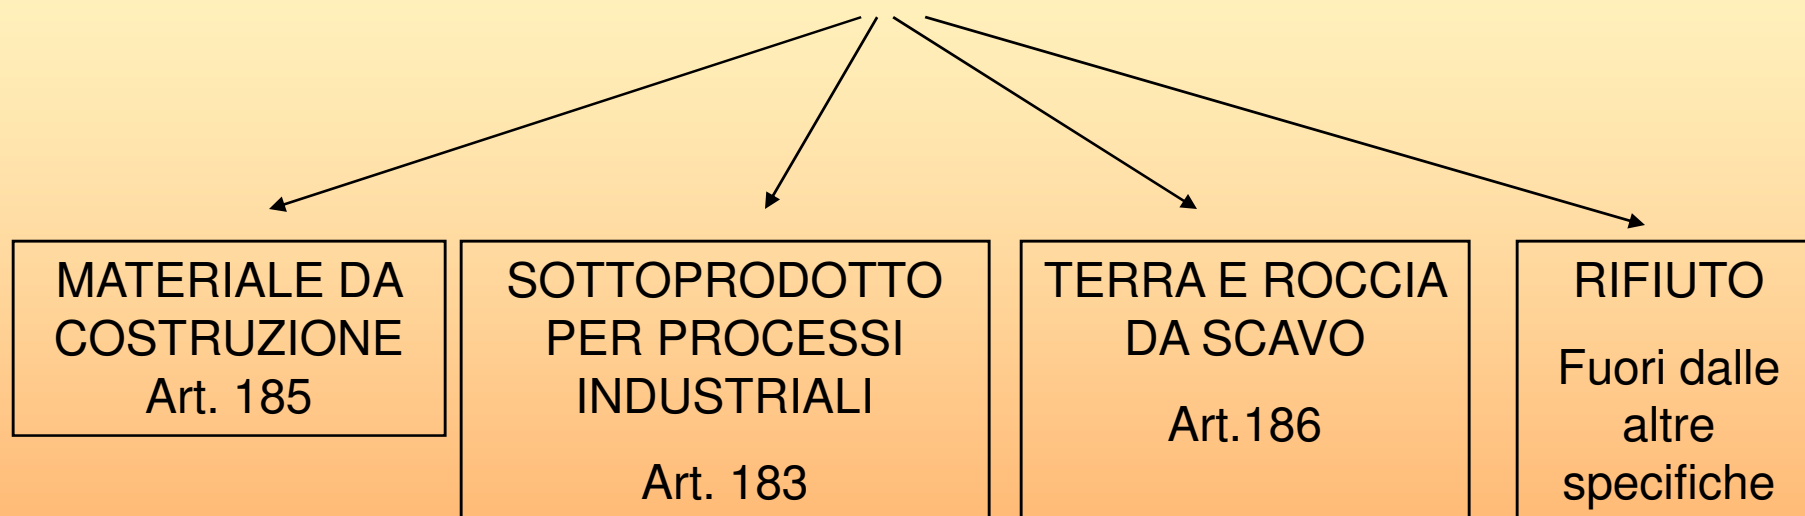 MATERIALE DA
COSTRUZIONE
Art. 185
SOTTOPRODOTTO
PER PROCESSI
INDUSTRIALI
Art. 183
TERRA E ROCCIA
DA SCAVO
Art.186
RIFIUTO
Fuori dalle
altre
specifiche